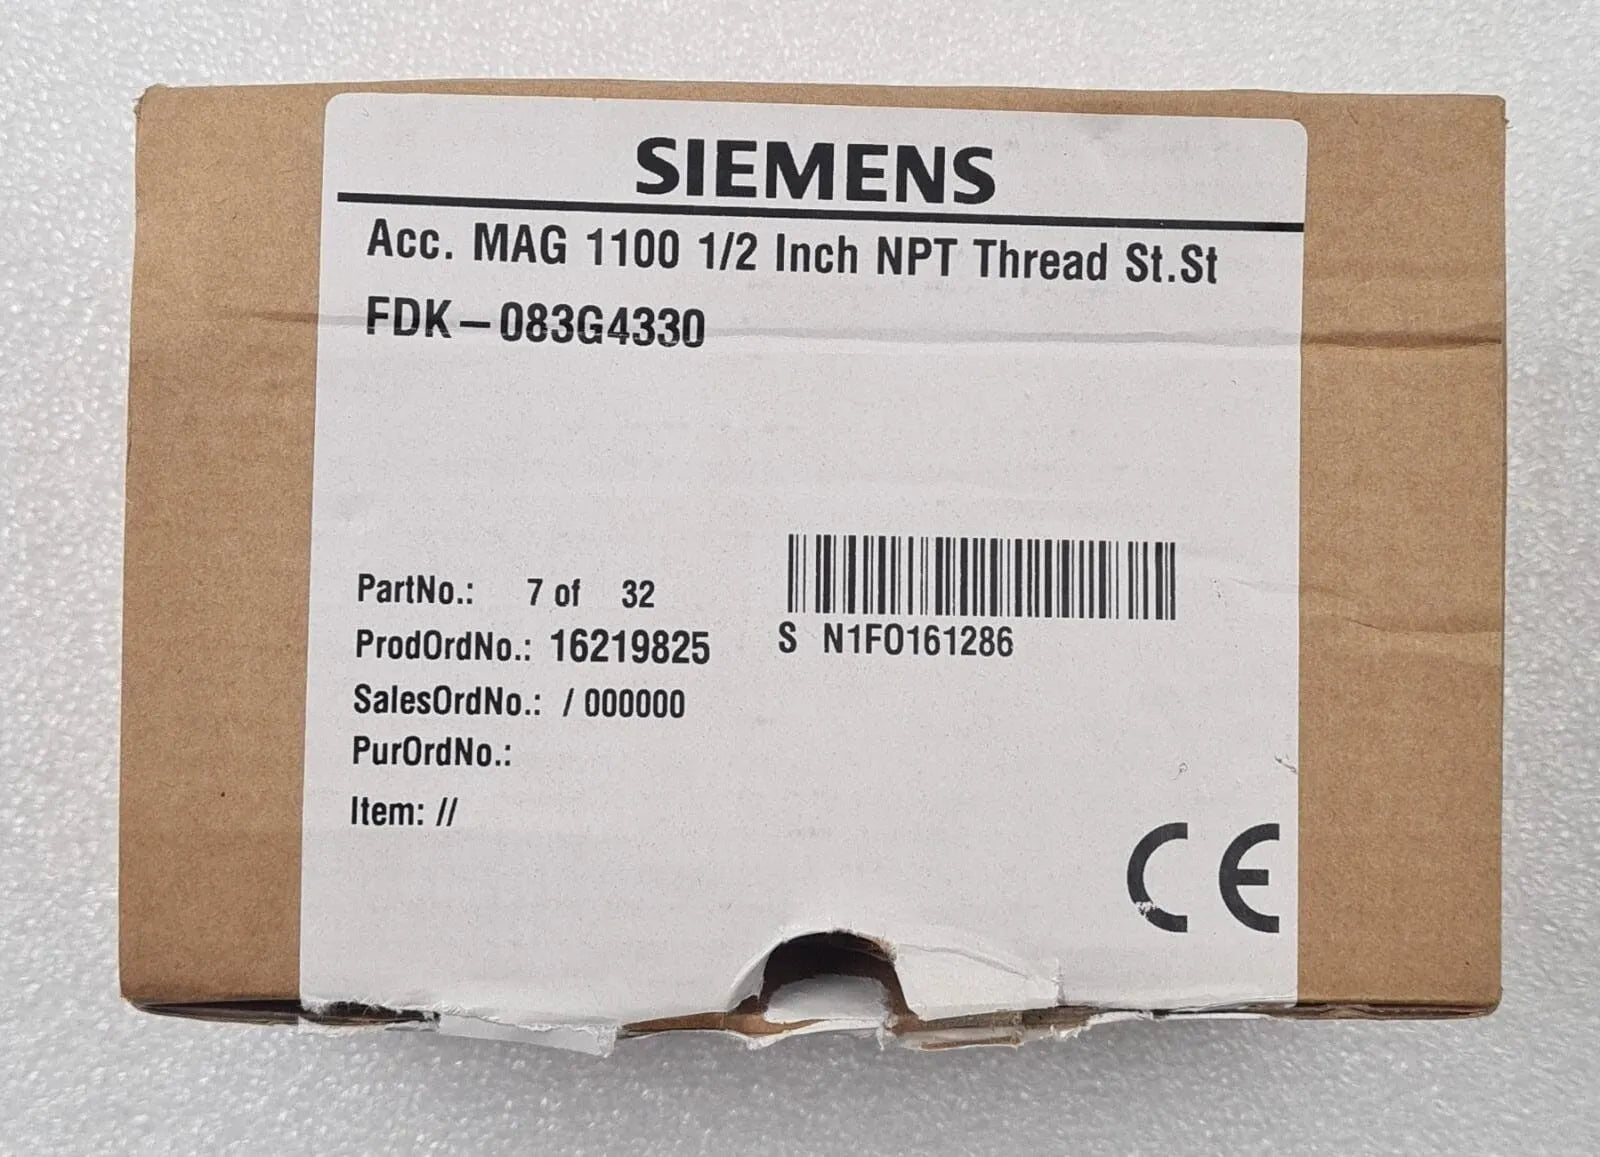 SIEMENS
Acc. MAG 1100 1/2 Inch NPT Thread St.St
FDK-083G4330
PartNo.: 7 of 32
ProdOrdNo.: 16219825
SalesOrdNo.: / 000000
PurOrdNo.:
Item: //
S N1FO161286
CE